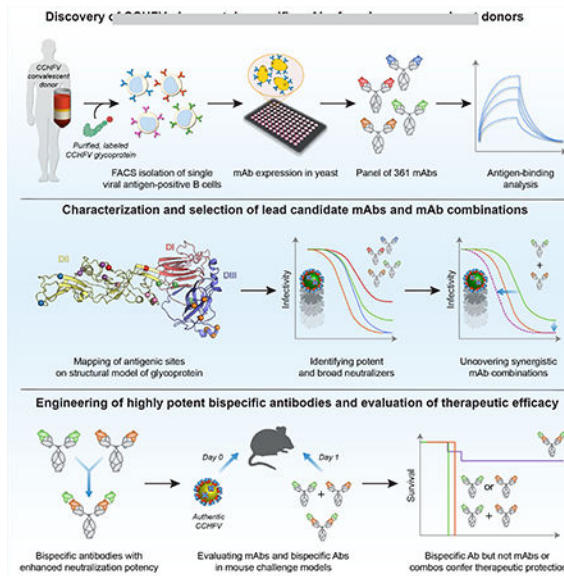 Discovery of
donors
CCHFV
convalescent
donor
Purified, labeled
CCHFV glycoprotein
FACS isolation of single
viral antigen-positive B cells
mAb expression in yeast
Panel of 361 mAbs
Antigen-binding
analysis
Characterization and selection of lead candidate mAbs and mAb combinations
DII
DI
DIII
Mapping of antigenic sites
on structural model of glycoprotein
Infectivity
Identifying potent
and broad neutralizers
Infectivity
+
Uncovering synergistic
mAb combinations
Engineering of highly potent bispecific antibodies and evaluation of therapeutic efficacy
Bispecific antibodies with
enhanced neutralization potency
Day 0
Day 1
Authentic
CCHFV
+
Evaluating mAbs and bispecific Abs
in mouse challenge models
Survival
or
+
Bispecific Ab but not mAbs or
combos confer therapeutic protection